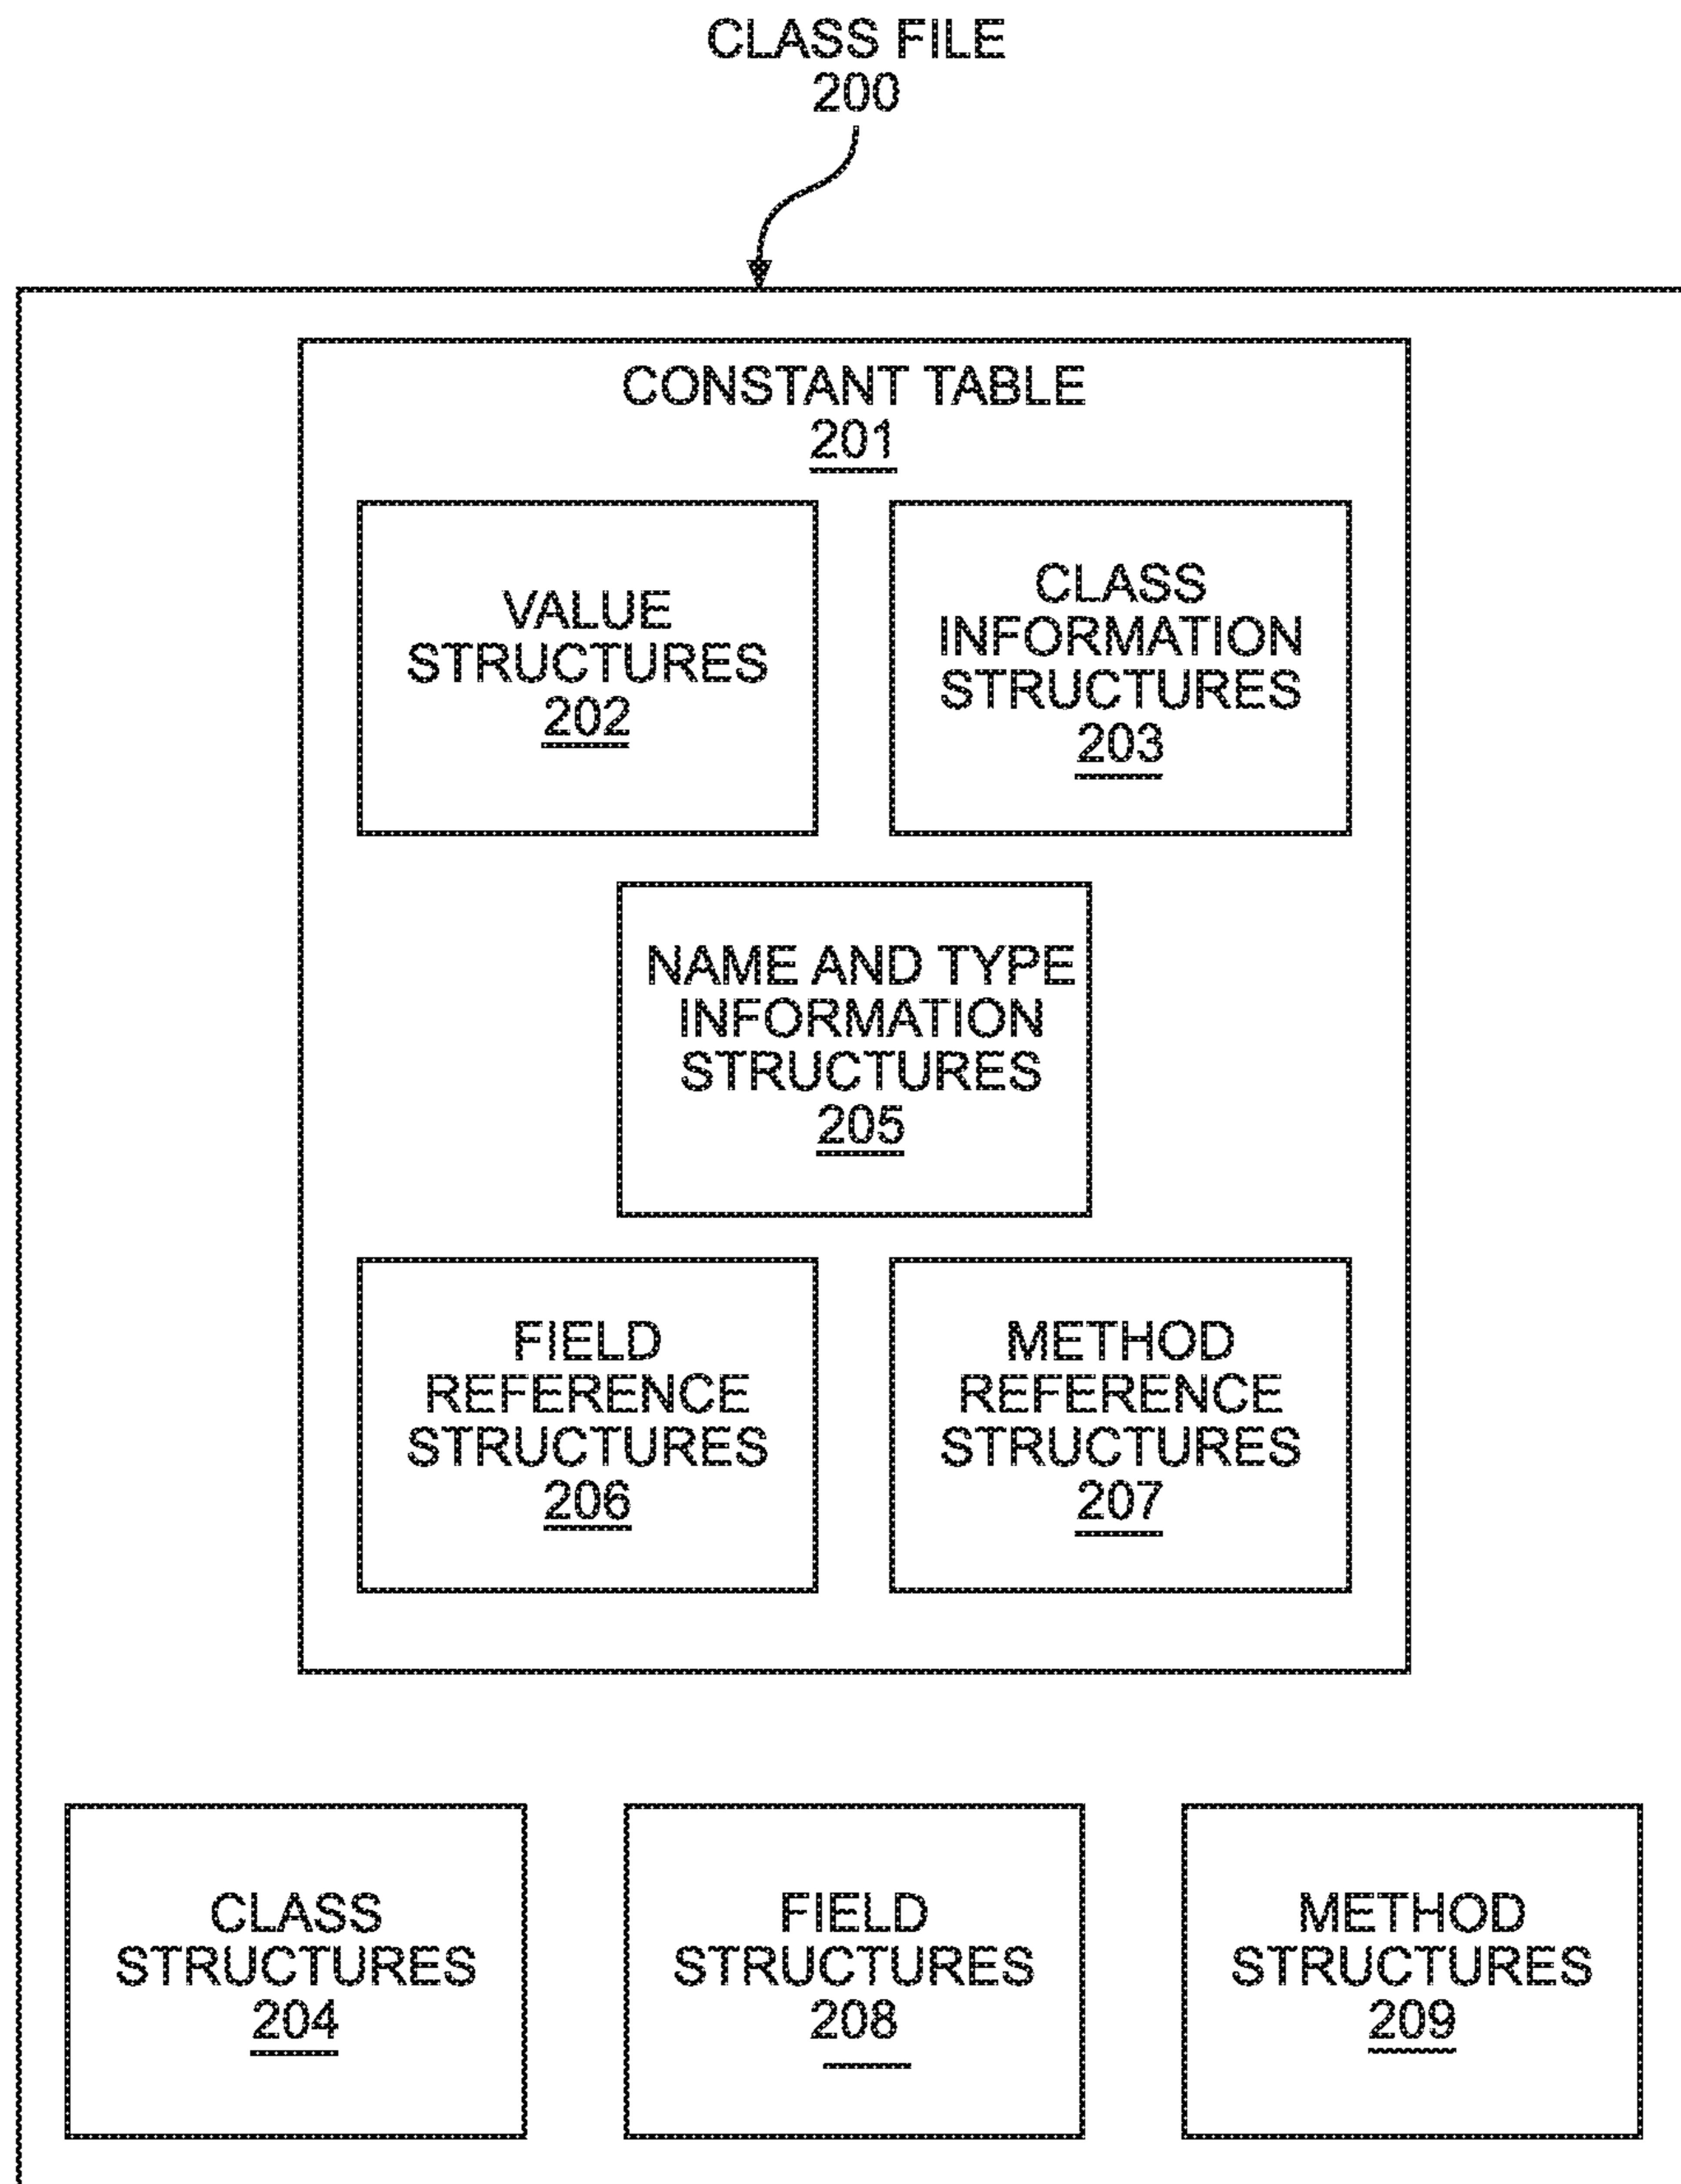 CLASS FILE
200
CONSTANT TABLE
201
VALUE
STRUCTURES
202
CLASS
INFORMATION
STRUCTURES
203
NAME AND TYPE
INFORMATION
STRUCTURES
205
FIELD
REFERENCE
STRUCTURES
206
METHOD
REFERENCE
STRUCTURES
207
CLASS
STRUCTURES
204
FIELD
STRUCTURES
208
METHOD
STRUCTURES
209